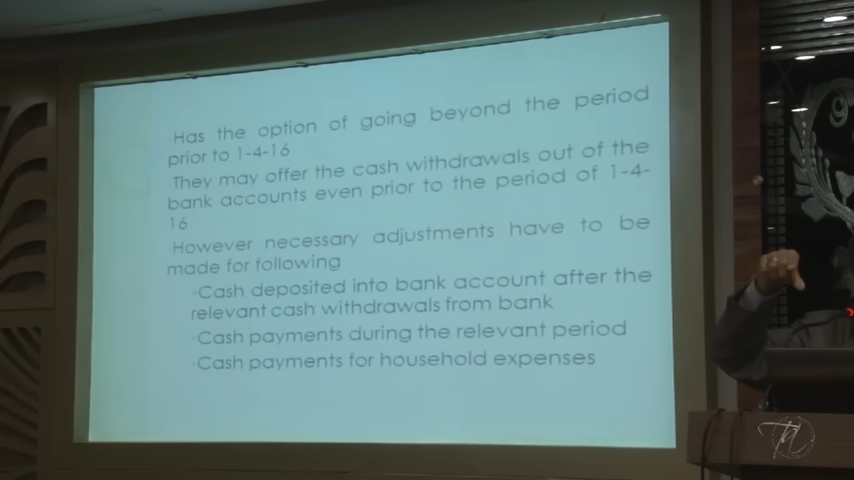 Has the option of going beyond the period
prior to 1-4-16
They may offer the cash withdrawals out of the
bank accounts even prior to the period of 1-4-
16
However necessary adjustments have to be
made for following
Cash deposited into bank account after the
relevant cash withdrawals from bank
Cash payments during the relevant period
Cash payments for household expenses